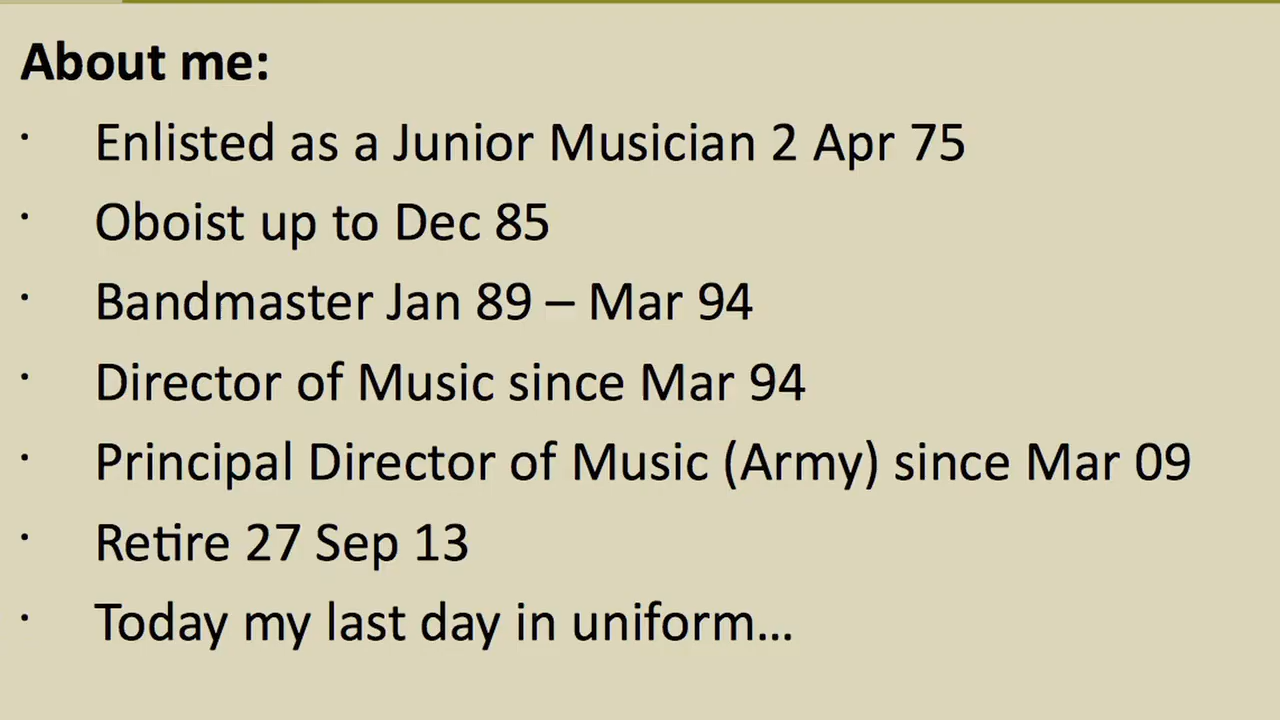 About me:
· Enlisted as a Junior Musician 2 Apr 75
· Oboist up to Dec 85
· Bandmaster Jan 89 – Mar 94
· Director of Music since Mar 94
· Principal Director of Music (Army) since Mar 09
· Retire 27 Sep 13
· Today my last day in uniform…